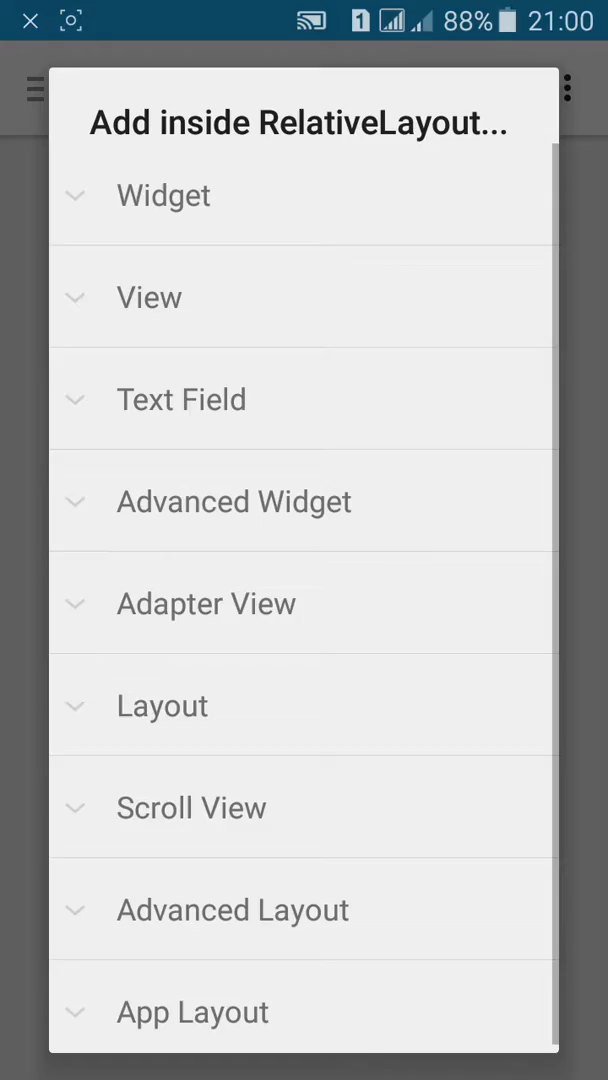 1 88% 21:00
Add inside RelativeLayout...
Widget
View
Text Field
Advanced Widget
Adapter View
Layout
Scroll View
Advanced Layout
App Layout